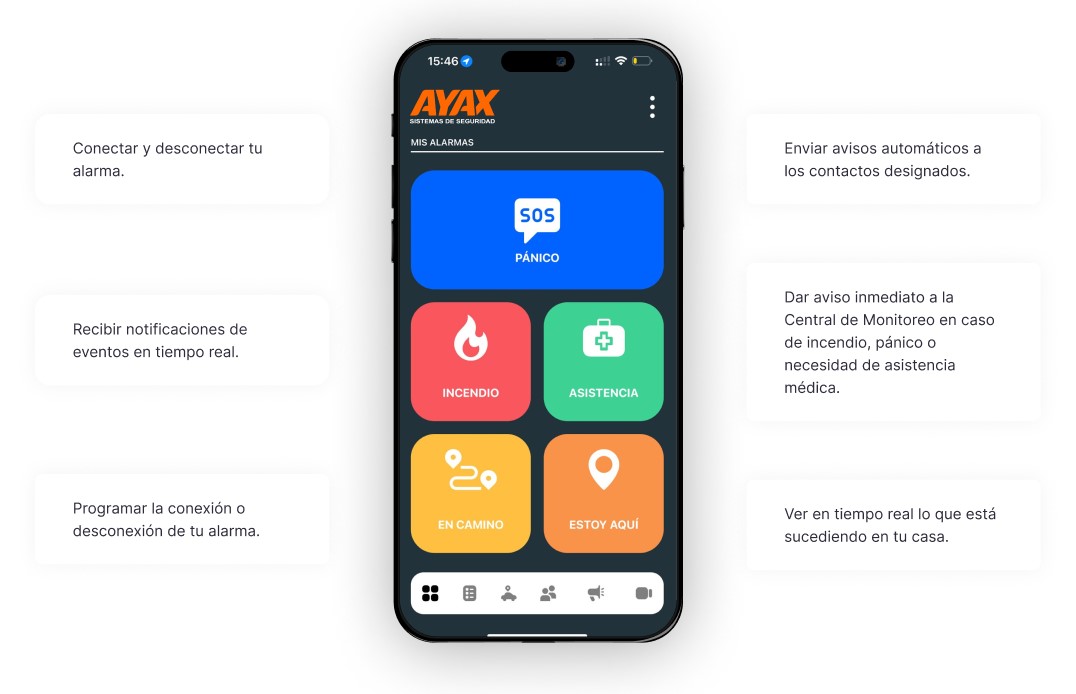 Conectar y desconectar tu
alarma.
Recibir notificaciones de
eventos en tiempo real.
Programar la conexión o
desconexión de tu alarma.
15:46
AYAX
SISTEMAS DE SEGURIDAD
MIS ALARMAS
SOS
PÁNICO
INCENDIO
ASISTENCIA
EN CAMINO
ESTOY AQUÍ
Enviar avisos automáticos a
los contactos designados.
Dar aviso inmediato a la
Central de Monitoreo en caso
de incendio, pánico o
necesidad de asistencia
médica.
Ver en tiempo real lo que está
sucediendo en tu casa.